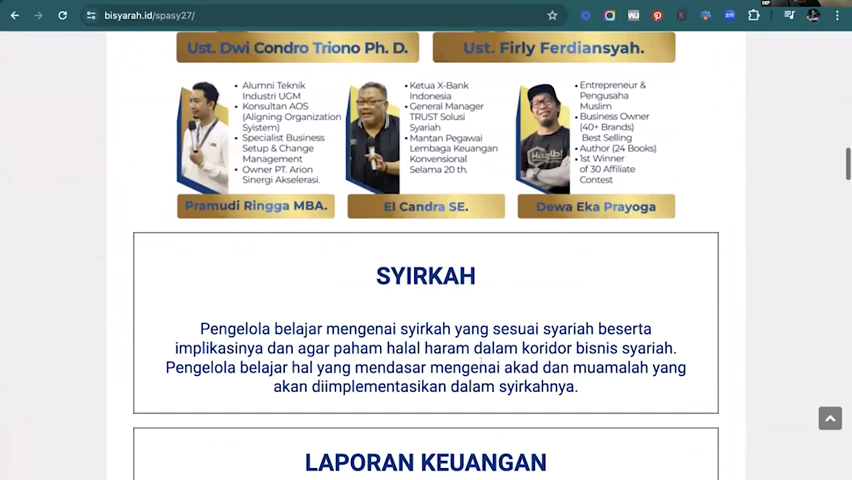 bisyarah.id/spasy27/
Ust. Dwi Condro Triono Ph. D.
Ust. Firly Ferdiansyah.
• Alumni Teknik
Industri UGM
• Konsultan AOS
(Aligning Organization
Syistem)
• Specialist Business
Setup & Change
Management
• Owner PT. Arion
Sinergi Akselerasi.
• Ketua X-Bank
Indonesia
• General Manager
TRUST Solusi
Syariah
• Mantan Pegawai
Lembaga Keuangan
Konvensional
Selama 20 th.
• Entrepreneur &
Pengusaha
Muslim
• Business Owner
(40+ Brands)
Best Selling
• Author (24 Books)
• 1st Winner
of 30 Affiliate
Contest
Pramudi Ringga MBA.
El Candra SE.
Dewa Eka Prayoga
SYIRKAH
Pengelola belajar mengenai syirkah yang sesuai syariah beserta
implikasinya dan agar paham halal haram dalam koridor bisnis syariah.
Pengelola belajar hal yang mendasar mengenai akad dan muamalah yang
akan diimplementasikan dalam syirkahnya.
LAPORAN KEUANGAN